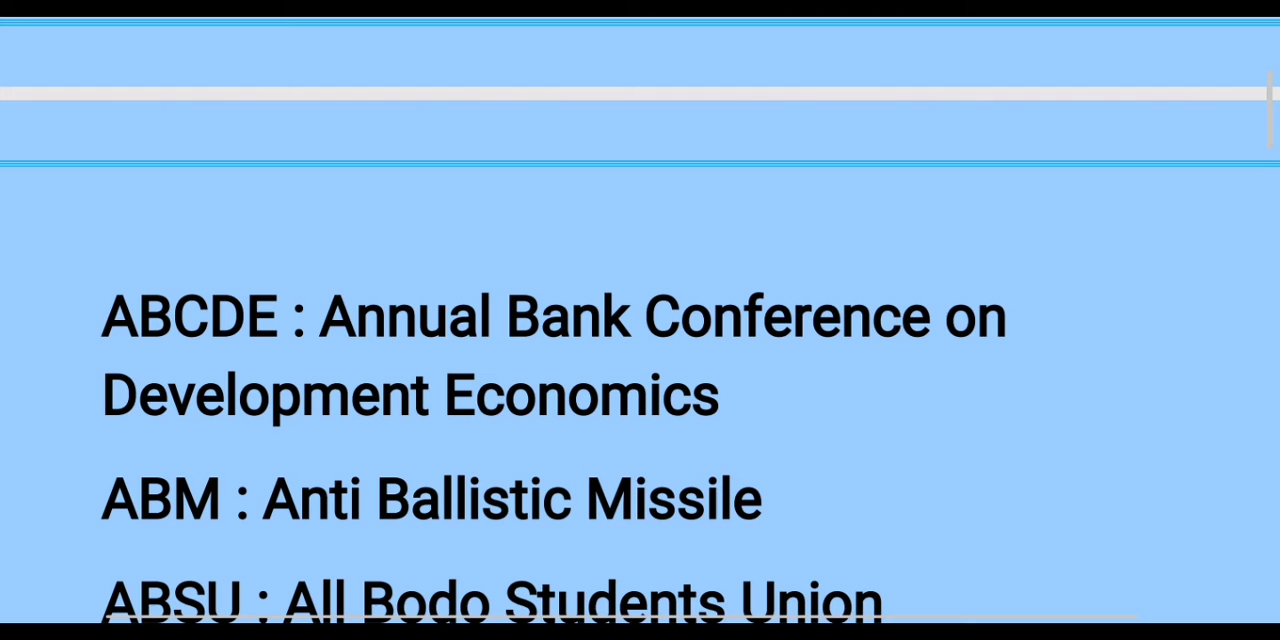 ABCDE : Annual Bank Conference on
Development Economics
ABM : Anti Ballistic Missile
ABSU : All Bodo Students Union